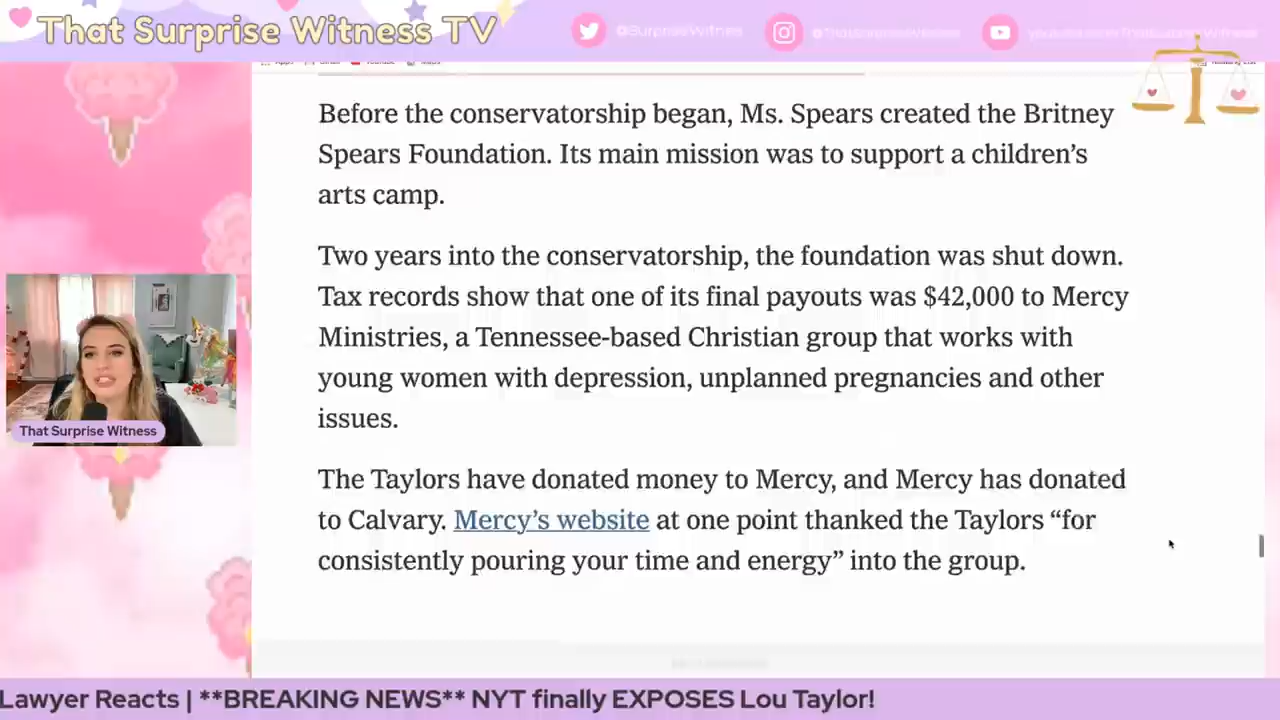 That Surprise Witness TV
@SurpriseWitnes
@ThatSurpriseWitness
Before the conservatorship began, Ms. Spears created the Britney
Spears Foundation. Its main mission was to support a children’s
arts camp.
Two years into the conservatorship, the foundation was shut down.
Tax records show that one of its final payouts was $42,000 to Mercy
Ministries, a Tennessee-based Christian group that works with
young women with depression, unplanned pregnancies and other
issues.
The Taylors have donated money to Mercy, and Mercy has donated
to Calvary. Mercy’s website at one point thanked the Taylors “for
consistently pouring your time and energy” into the group.
That Surprise Witness
Lawyer Reacts | **BREAKING NEWS** NYT finally EXPOSES Lou Taylor!